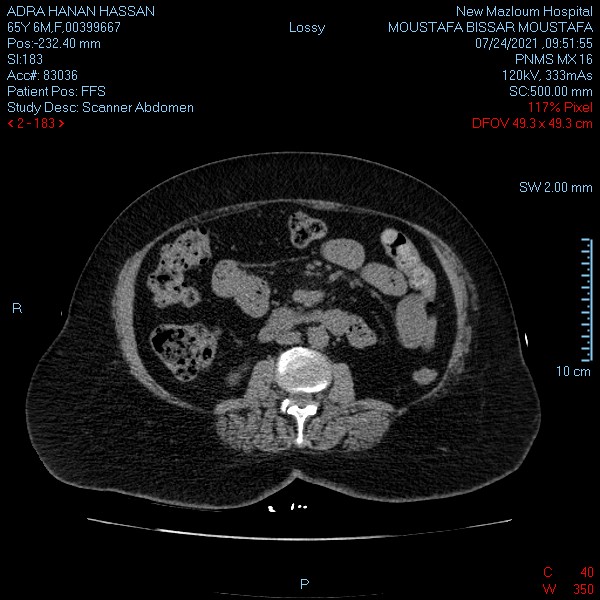 ADRA HANAN HASSAN
65Y 6M,F,00399667
Pos:-232.40 mm
SI:183
Acc#: 83036
Patient Pos: FFS
Study Desc: Scanner Abdomen
< 2 - 183 >
Lossy
New Mazloum Hospital
MOUSTAFA BISSAR MOUSTAFA
07/24/2021 ,09:51:55
PNMS MX 16
120kV, 333mAs
SC:500.00 mm
117% Pixel
DFOV 49.3 x 49.3 cm
SW 2.00 mm
R
10 cm
P
C 40
W 350